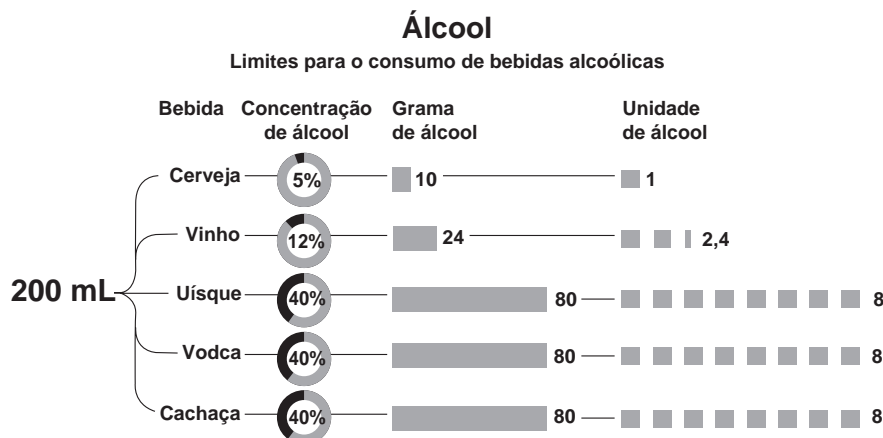 Álcool
Limites para o consumo de bebidas alcoólicas
Bebida Concentração de álcool Grama de álcool Unidade de álcool
200 mL
Cerveja 5% 10 1
Vinho 12% 24 2,4
Uísque 40% 80 8
Vodca 40% 80 8
Cachaça 40% 80 8